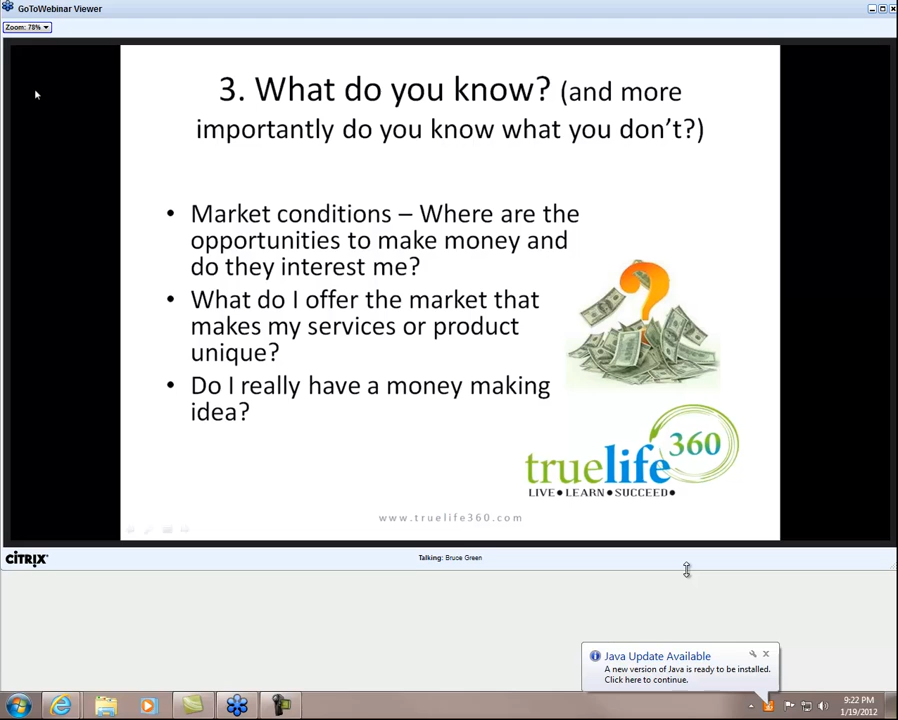 GoToWebinar Viewer
Zoom: 78%
3. What do you know? (and more
importantly do you know what you don't?)
• Market conditions – Where are the
opportunities to make money and
do they interest me?
• What do I offer the market that
makes my services or product
unique?
• Do I really have a money making
idea?
truelife 360
LIVE•LEARN•SUCCEED•
www.truelife360.com
CITRIX
Talking: Bruce Green
Java Update Available
A new version of Java is ready to be installed.
Click here to continue.
9:22 PM
1/19/2012